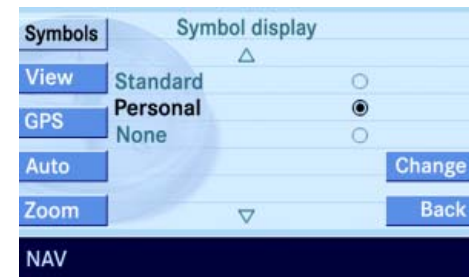 Symbols
Symbol display
View
Standard
Personal
GPS
None
Auto
Change
Zoom
Back
NAV